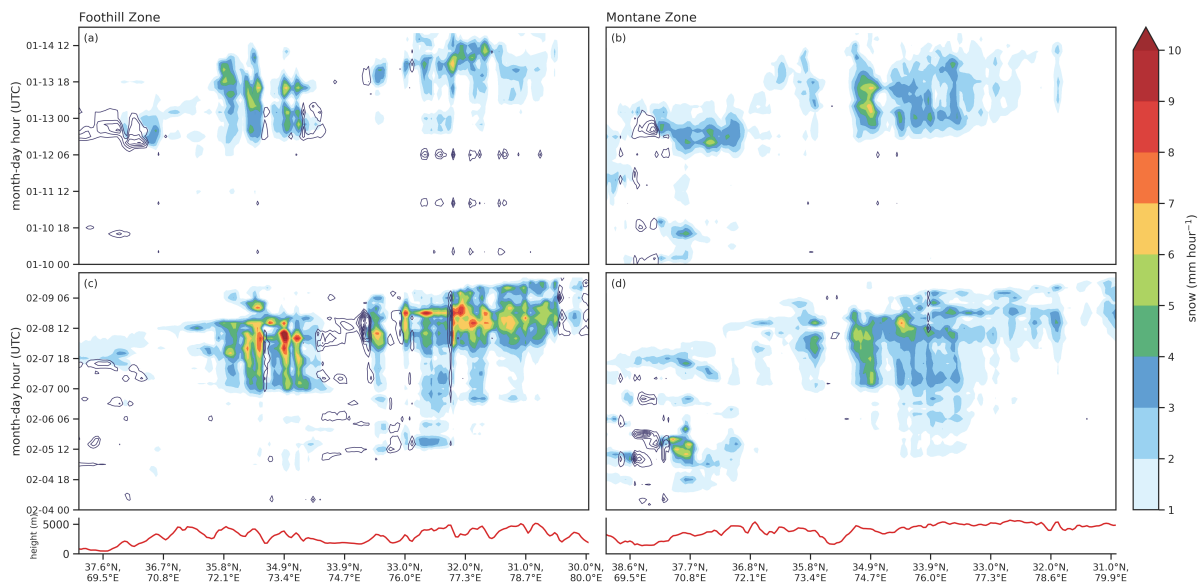 Foothill Zone
Montane Zone
(a)
(b)
month-day hour (UTC)
01-14 12
01-13 18
01-13 00
01-12 06
01-11 12
01-10 18
01-10 00
(c)
(d)
month-day hour (UTC)
02-09 06
02-08 12
02-07 18
02-07 00
02-06 06
02-05 12
02-04 18
02-04 00
height (m)
5000
0
37.6°N, 36.7°N, 35.8°N, 34.9°N, 33.9°N, 33.0°N, 32.1°N, 31.2°N, 30.0°N,
69.5°E 70.8°E 72.1°E 73.4°E 74.7°E 76.0°E 77.3°E 78.7°E 80.0°E
38.6°N, 37.7°N, 36.8°N, 35.8°N, 34.9°N, 33.9°N, 33.0°N, 32.1°N, 31.0°N,
69.5°E 70.8°E 72.1°E 73.4°E 74.7°E 76.0°E 77.3°E 78.6°E 79.9°E
10
9
8
7
6
5
4
3
2
1
snow (mm hour⁻¹)